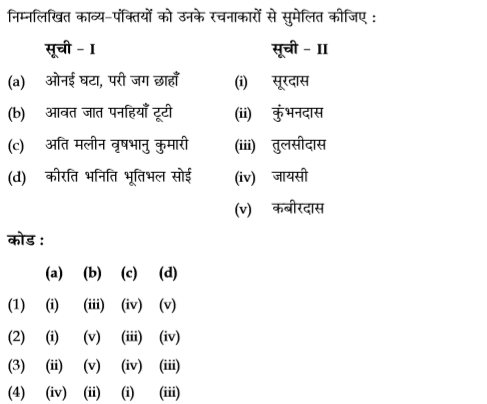 निम्नलिखित काव्य-पंक्तियों को उनके रचनाकारों से सुमेलित कीजिए :
सूची - I सूची - II
(a) ओनई घटा, परी जग छाहाँ (i) सूरदास
(b) आवत जात पनहियाँ टूटी (ii) कुंभनदास
(c) अति मलीन वृषभानु कुमारी (iii) तुलसीदास
(d) कीरति भनिति भूतिभल सोई (iv) जायसी
(v) कबीरदास
कोड :
(a) (b) (c) (d)
(1) (i) (iii) (iv) (v)
(2) (i) (v) (iii) (iv)
(3) (ii) (v) (iv) (iii)
(4) (iv) (ii) (i) (iii)